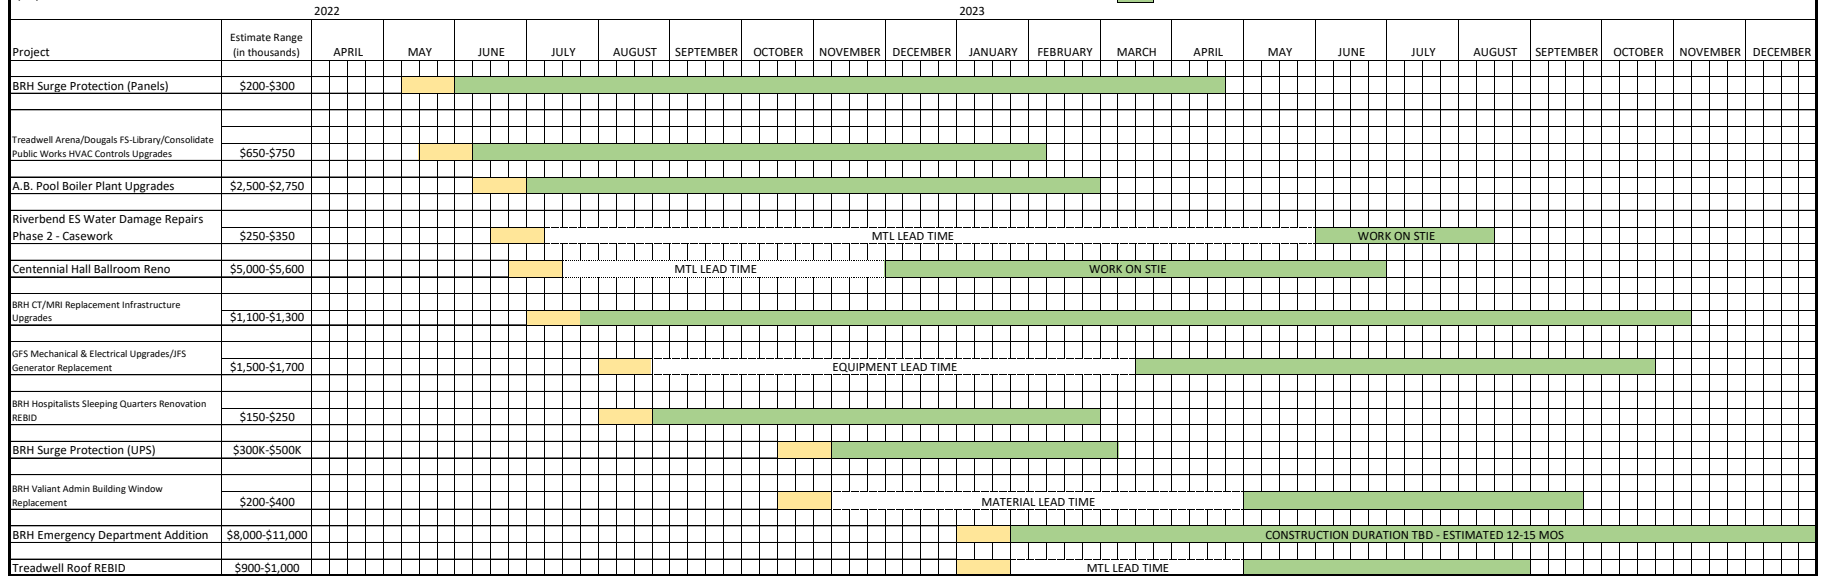 2022 2023
Project Estimate Range (in thousands) APRIL MAY JUNE JULY AUGUST SEPTEMBER OCTOBER NOVEMBER DECEMBER JANUARY FEBRUARY MARCH APRIL MAY JUNE JULY AUGUST SEPTEMBER OCTOBER NOVEMBER DECEMBER
BRH Surge Protection (Panels) $200-$300
Treadwell Arena/Dougals FS-Library/Consolidate
Public Works HVAC Controls Upgrades $650-$750
A.B. Pool Boiler Plant Upgrades $2,500-$2,750
Riverbend ES Water Damage Repairs
Phase 2 - Casework $250-$350 MTL LEAD TIME WORK ON STIE
Centennial Hall Ballroom Reno $5,000-$5,600 MTL LEAD TIME WORK ON STIE
BRH CT/MRI Replacement Infrastructure
Upgrades $1,100-$1,300
GFS Mechanical & Electrical Upgrades/JFS
Generator Replacement $1,500-$1,700 EQUIPMENT LEAD TIME
BRH Hospitalists Sleeping Quarters Renovation
REBID $150-$250
BRH Surge Protection (UPS) $300K-$500K
BRH Valiant Admin Building Window
Replacement $200-$400 MATERIAL LEAD TIME
BRH Emergency Department Addition $8,000-$11,000 CONSTRUCTION DURATION TBD - ESTIMATED 12-15 MOS
Treadwell Roof REBID $900-$1,000 MTL LEAD TIME